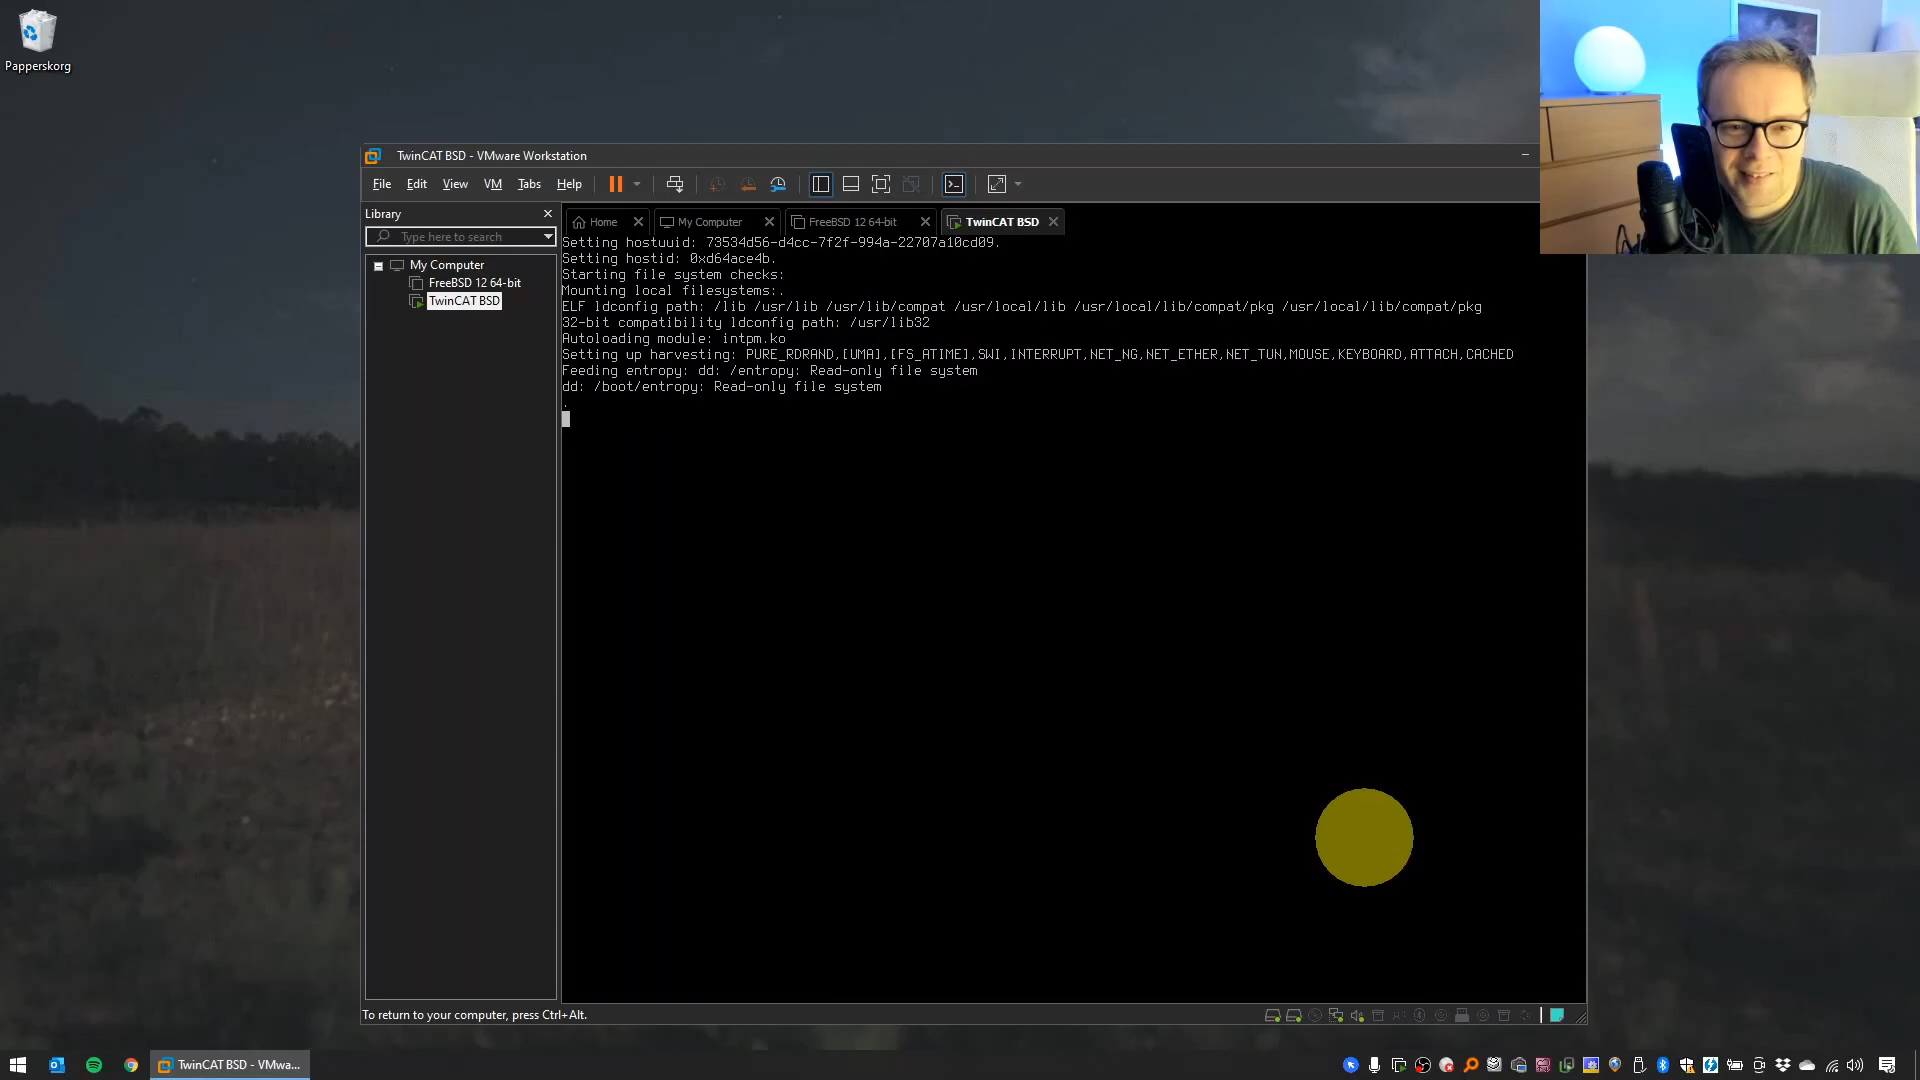 Papperskorg
TwinCAT BSD - VMware Workstation
File Edit View VM Tabs Help
Library
Type here to search
My Computer
FreeBSD 12 64-bit
TwinCAT BSD
Home My Computer FreeBSD 12 64-bit TwinCAT BSD
Setting hostuuid: 73534d56-d4cc-7f2f-994a-22707a10cd09.
Setting hostid: 0xd64ace4b.
Starting file system checks:
Mounting local filesystems:.
ELF ldconfig path: /lib /usr/lib /usr/lib/compat /usr/local/lib /usr/local/lib/compat/pkg /usr/local/lib/compat/pkg
32-bit compatibility ldconfig path: /usr/lib32
Autoloading module: intpm.ko
Setting up harvesting: PURE_RDRAND,[UMA],[FS_ATIME],SWI,INTERRUPT,NET_NG,NET_ETHER,NET_TUN,MOUSE,KEYBOARD,ATTACH,CACHED
Feeding entropy: dd: /entropy: Read-only file system
dd: /boot/entropy: Read-only file system
.
To return to your computer, press Ctrl+Alt.
TwinCAT BSD - VMwa...